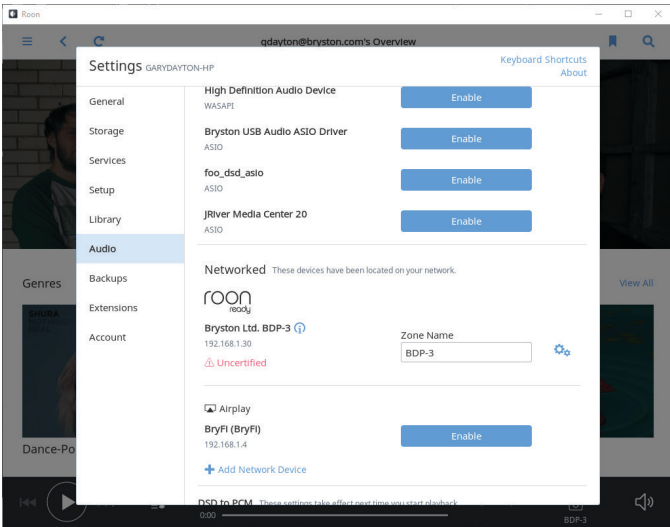 Roon
gdayton@bryston.com's Overview
Settings GARYDAYTON-HP
Keyboard Shortcuts
About
General
Storage
Services
Setup
Library
Audio
Backups
Extensions
Account
High Definition Audio Device
WASAPI
Enable
Bryston USB Audio ASIO Driver
ASIO
Enable
foo_dsd_asio
ASIO
Enable
JRiver Media Center 20
ASIO
Enable
Networked These devices have been located on your network.
roon
ready
Bryston Ltd. BDP-3
192.168.1.30
Uncertified
Zone Name
BDP-3
Airplay
BryFi (BryFi)
192.168.1.4
Enable
+ Add Network Device
DSD to PCM These settings take effect next time you start playback
Genres
View All
SHURA
Dance-Po
0:00
BDP-3